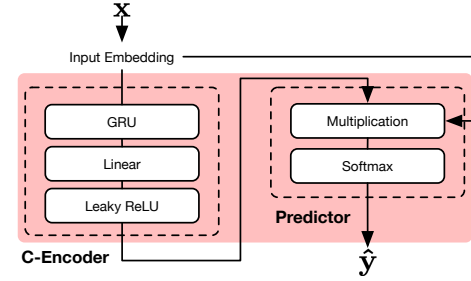 x
Input Embedding
GRU
Linear
Leaky ReLU
C-Encoder
Multiplication
Softmax
Predictor
ŷ